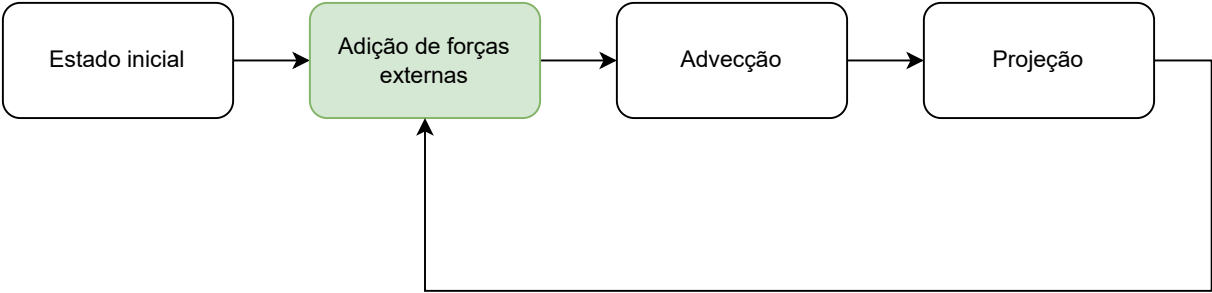 Estado inicial
Adição de forças
externas
Advecção
Projeção